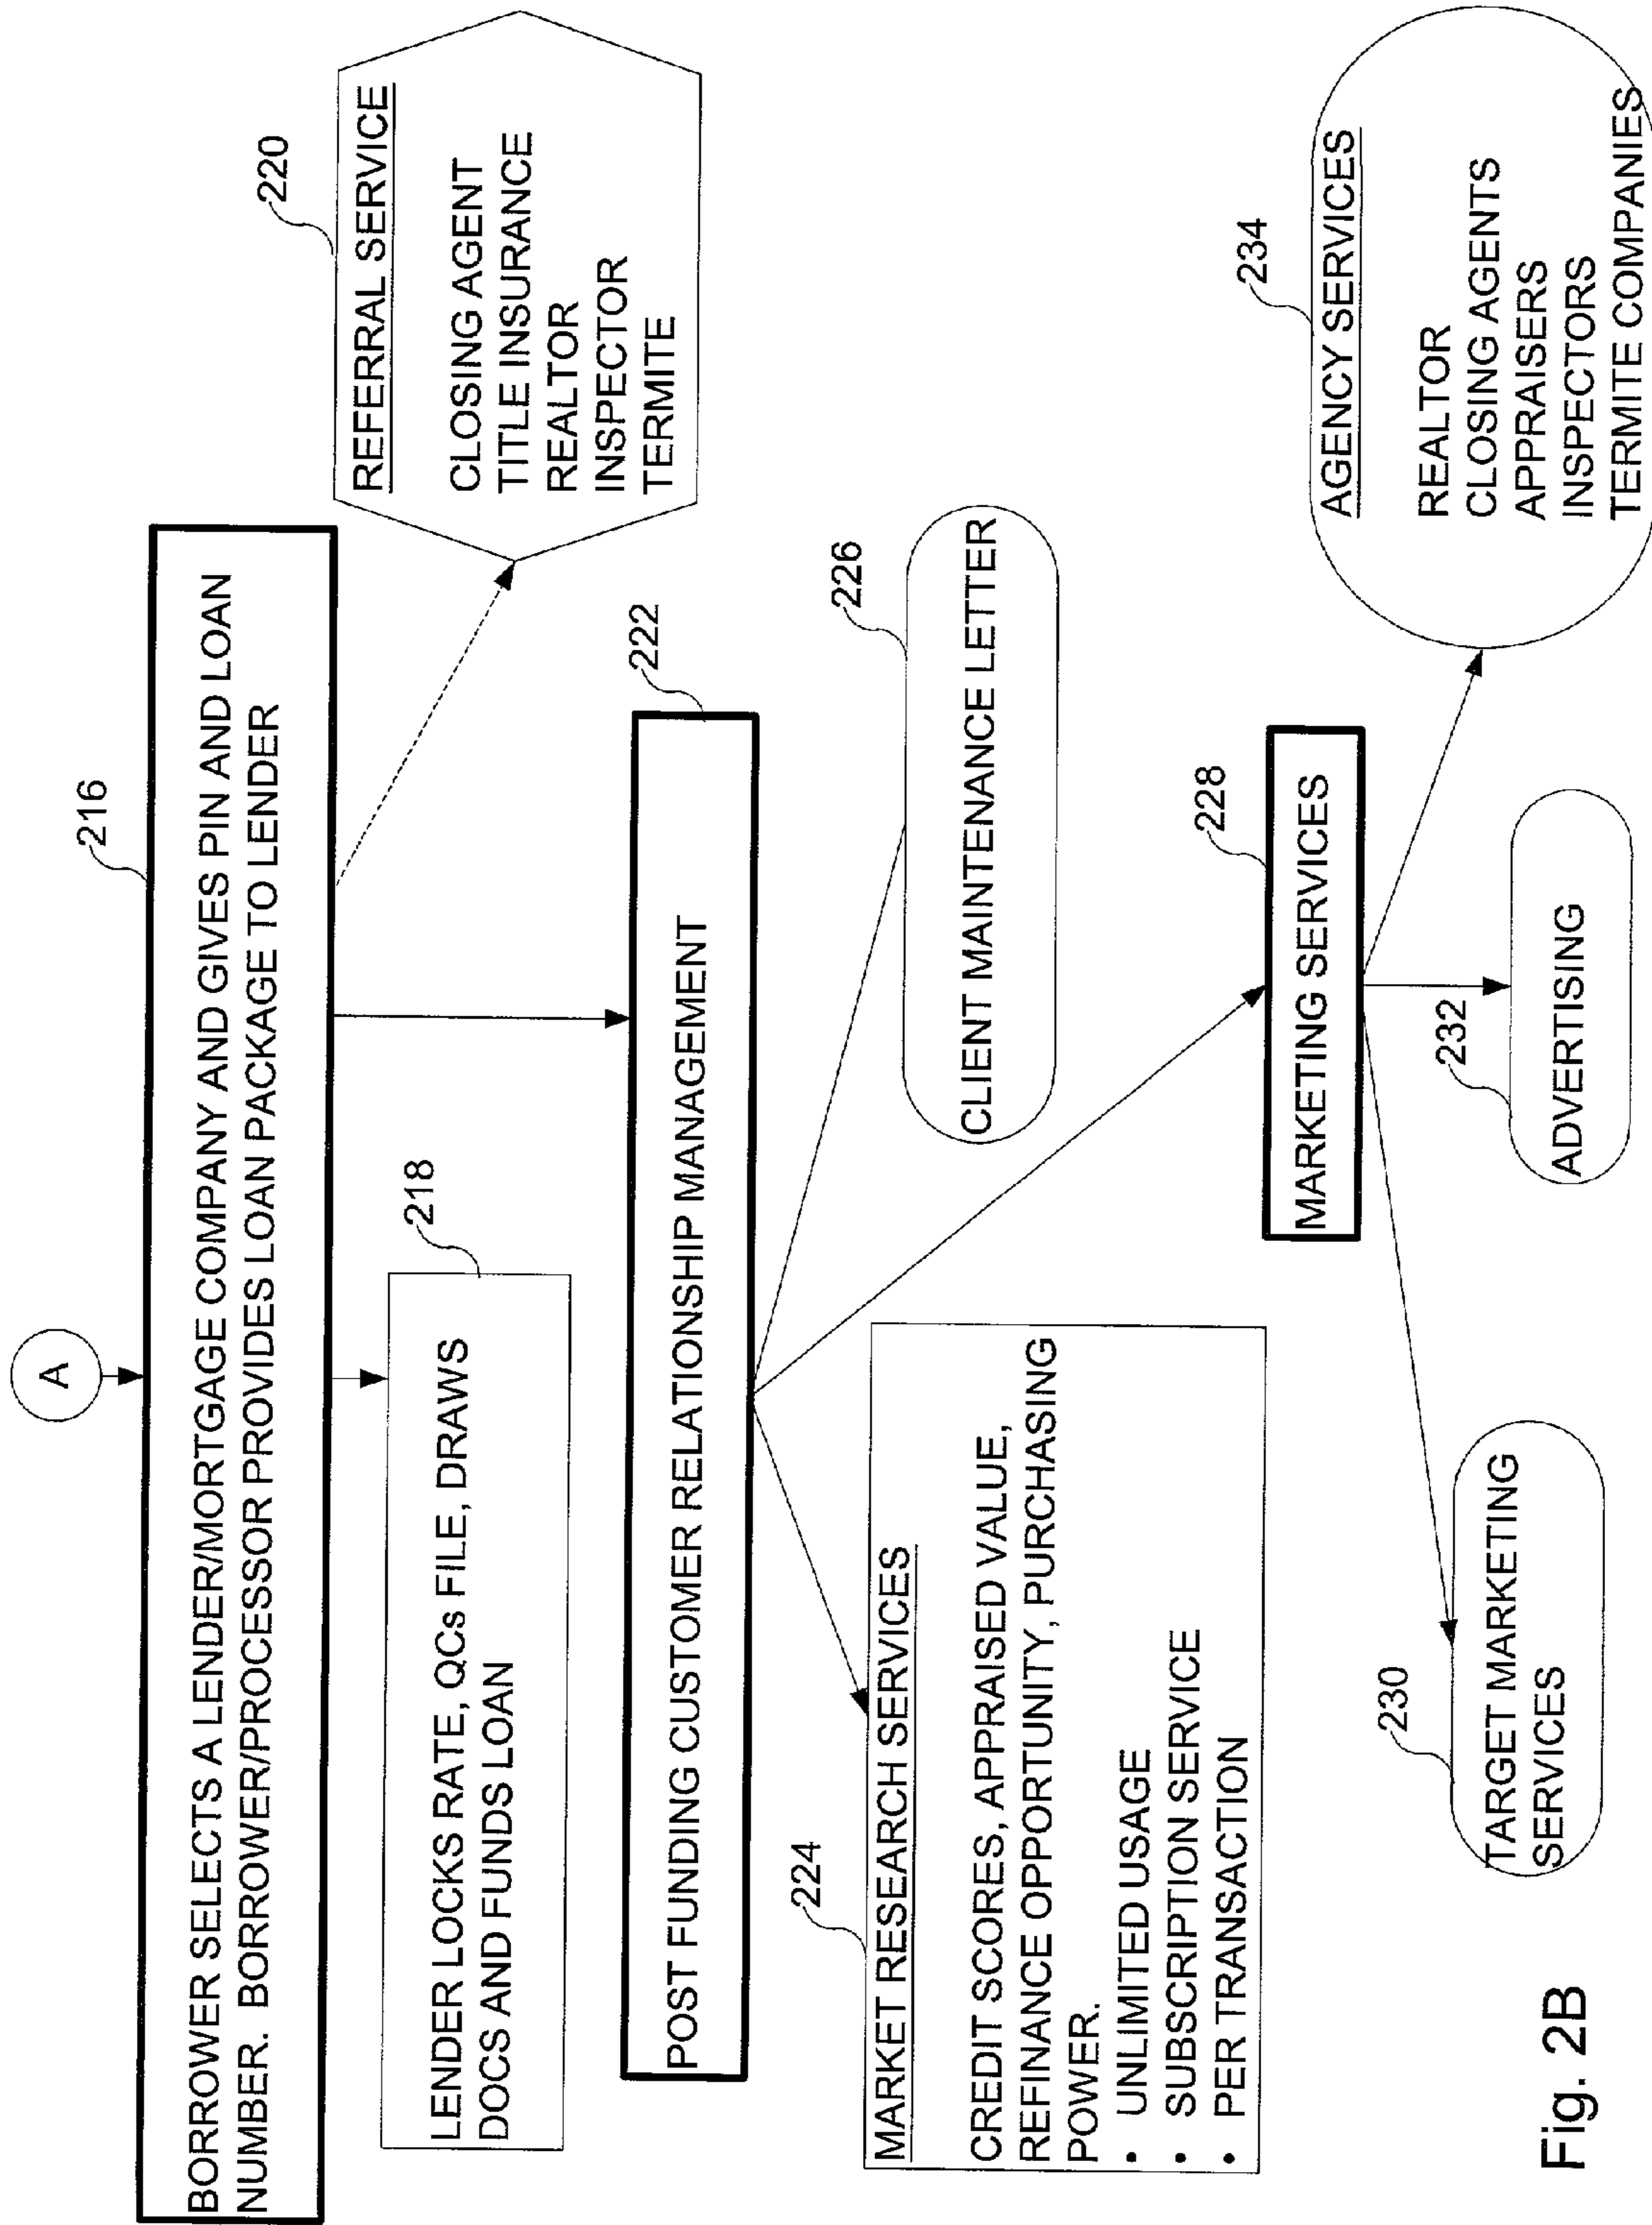 A
216
BORROWER SELECTS A LENDER/MORTGAGE COMPANY AND GIVES PIN AND LOAN
NUMBER. BORROWER/PROCESSOR PROVIDES LOAN PACKAGE TO LENDER
218
LENDER LOCKS RATE, QCs FILE, DRAWS
DOCS AND FUNDS LOAN
220
REFERRAL SERVICE
CLOSING AGENT
TITLE INSURANCE
REALTOR
INSPECTOR
TERMITE
222
POST FUNDING CUSTOMER RELATIONSHIP MANAGEMENT
224
MARKET RESEARCH SERVICES
CREDIT SCORES, APPRAISED VALUE,
REFINANCE OPPORTUNITY, PURCHASING
POWER.
• UNLIMITED USAGE
• SUBSCRIPTION SERVICE
• PER TRANSACTION
226
CLIENT MAINTENANCE LETTER
228
MARKETING SERVICES
230
TARGET MARKETING
SERVICES
232
ADVERTISING
234
AGENCY SERVICES
REALTOR
CLOSING AGENTS
APPRAISERS
INSPECTORS
TERMITE COMPANIES
Fig. 2B